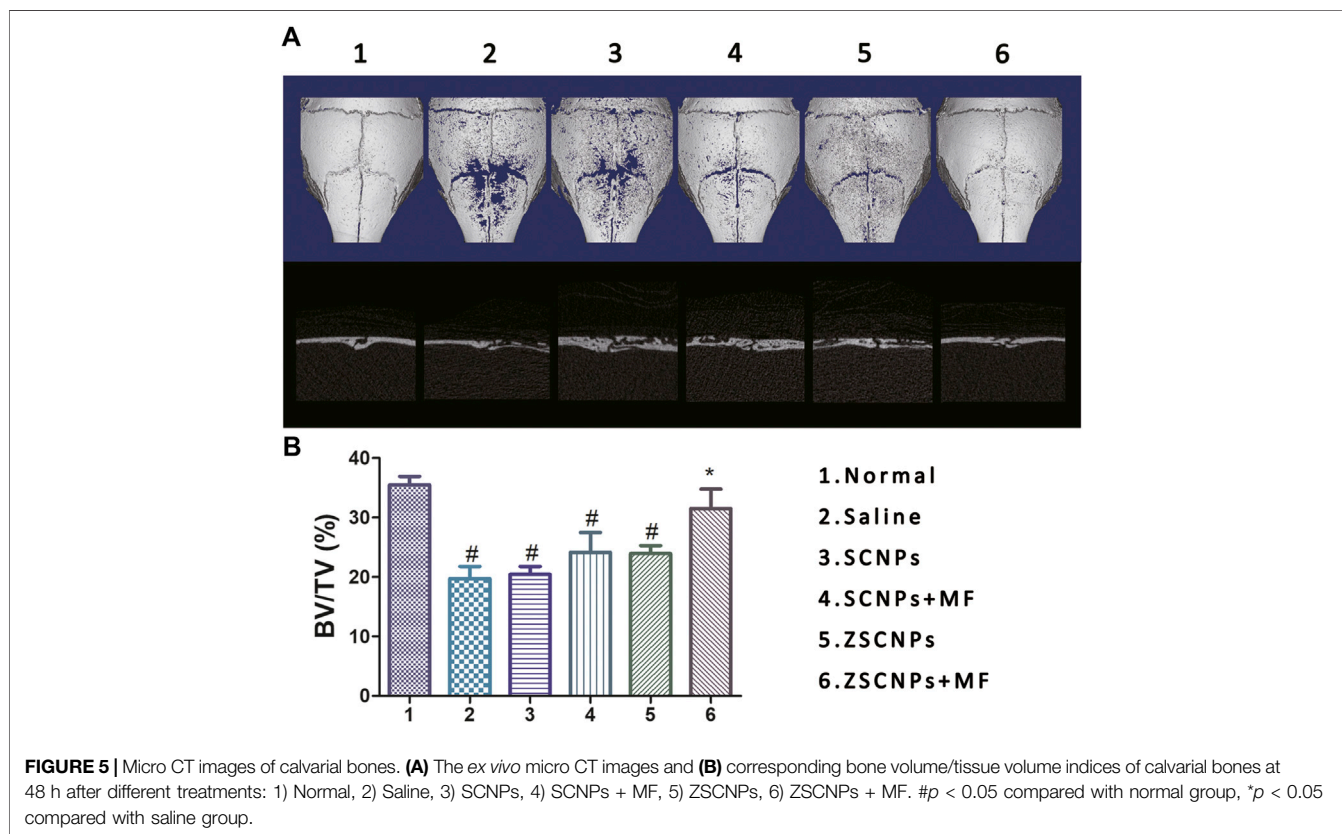 A
1 2 3 4 5 6
B
40
30
20
10
0
BV/TV (%)
# # # # *
1 2 3 4 5 6
1.Normal
2.Saline
3.SCNPs
4.SCNPs+MF
5.ZSCNPs
6.ZSCNPs+MF
FIGURE 5 | Micro CT images of calvarial bones. (A) The ex vivo micro CT images and (B) corresponding bone volume/tissue volume indices of calvarial bones at
48 h after different treatments: 1) Normal, 2) Saline, 3) SCNPs, 4) SCNPs + MF, 5) ZSCNPs, 6) ZSCNPs + MF. #p < 0.05 compared with normal group, *p < 0.05
compared with saline group.